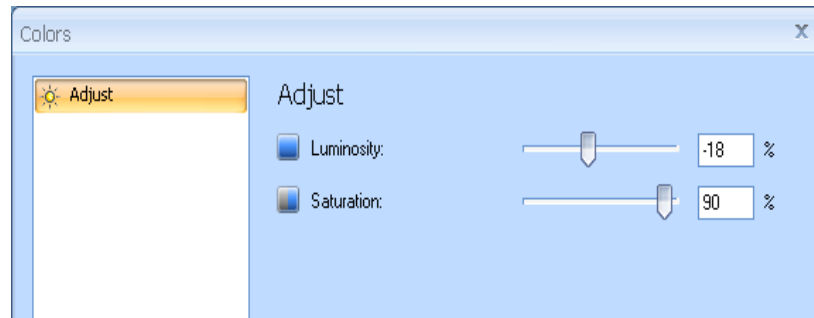 Colors
Adjust
Adjust
Luminosity: -18 %
Saturation: 90 %